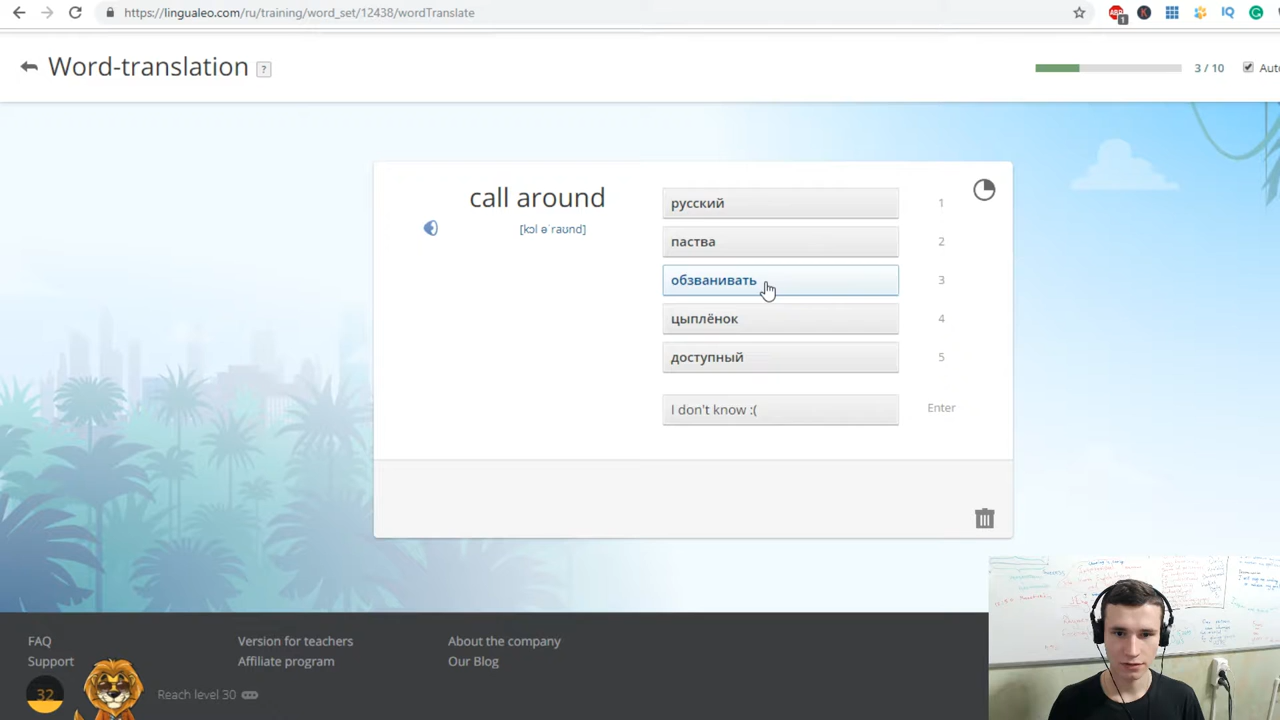 https://lingualeo.com/ru/training/word_set/12438/wordTranslate
Word-translation ?
3 / 10
call around
[kɔl əˈraʊnd]
русский 1
паства 2
обзванивать 3
цыплёнок 4
доступный 5
I don't know :( Enter
FAQ
Support
Version for teachers
Affiliate program
About the company
Our Blog
32
Reach level 30